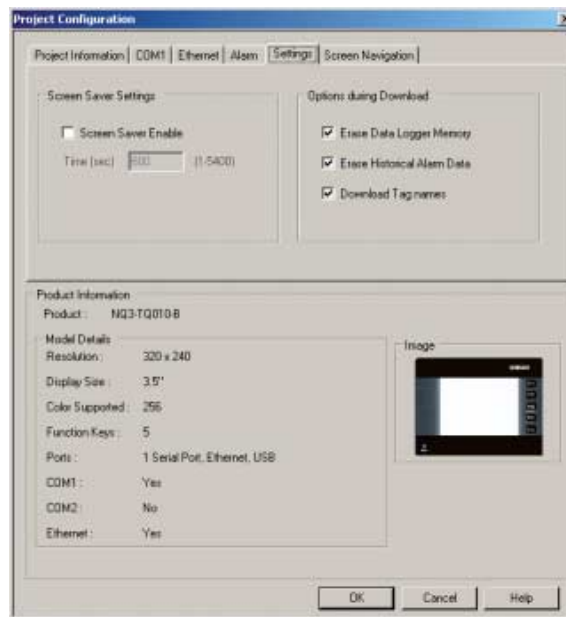 Project Configuration
Project Information | COM1 | Ethernet | Alarm | Settings | Screen Navigation
Screen Saver Settings
Screen Saver Enable
Time (sec) 600 (1-5400)
Options during Download
Erase Data Logger Memory
Erase Historical Alarm Data
Download Tag names
Product Information
Product : NQ3-TQ010-B
Model Details
Resolution : 320 x 240
Display Size : 3.5"
Color Supported : 256
Function Keys : 5
Ports : 1 Serial Port, Ethernet, USB
COM1 : Yes
COM2 : No
Ethernet : Yes
Image
OK
Cancel
Help